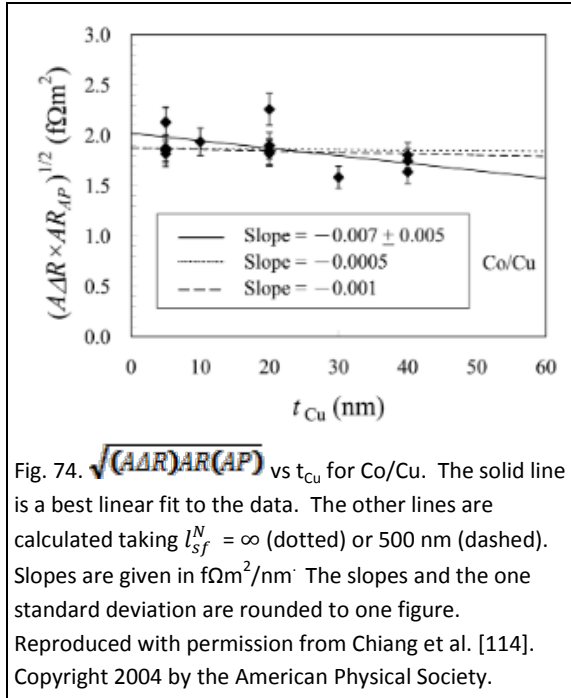 3.0
2.5
2.0
1.5
1.0
0.5
0.0
(AΔR×AR_AP)^1/2 (fΩm²)
Slope = −0.007 ± 0.005
Slope = −0.0005
Slope = −0.001
Co/Cu
0 10 20 30 40 50 60
t_Cu (nm)
Fig. 74. √(AΔR)AR(AP) vs t_Cu for Co/Cu. The solid line
is a best linear fit to the data. The other lines are
calculated taking l_sf^N = ∞ (dotted) or 500 nm (dashed).
Slopes are given in fΩm²/nm. The slopes and the one
standard deviation are rounded to one figure.
Reproduced with permission from Chiang et al. [114].
Copyright 2004 by the American Physical Society.